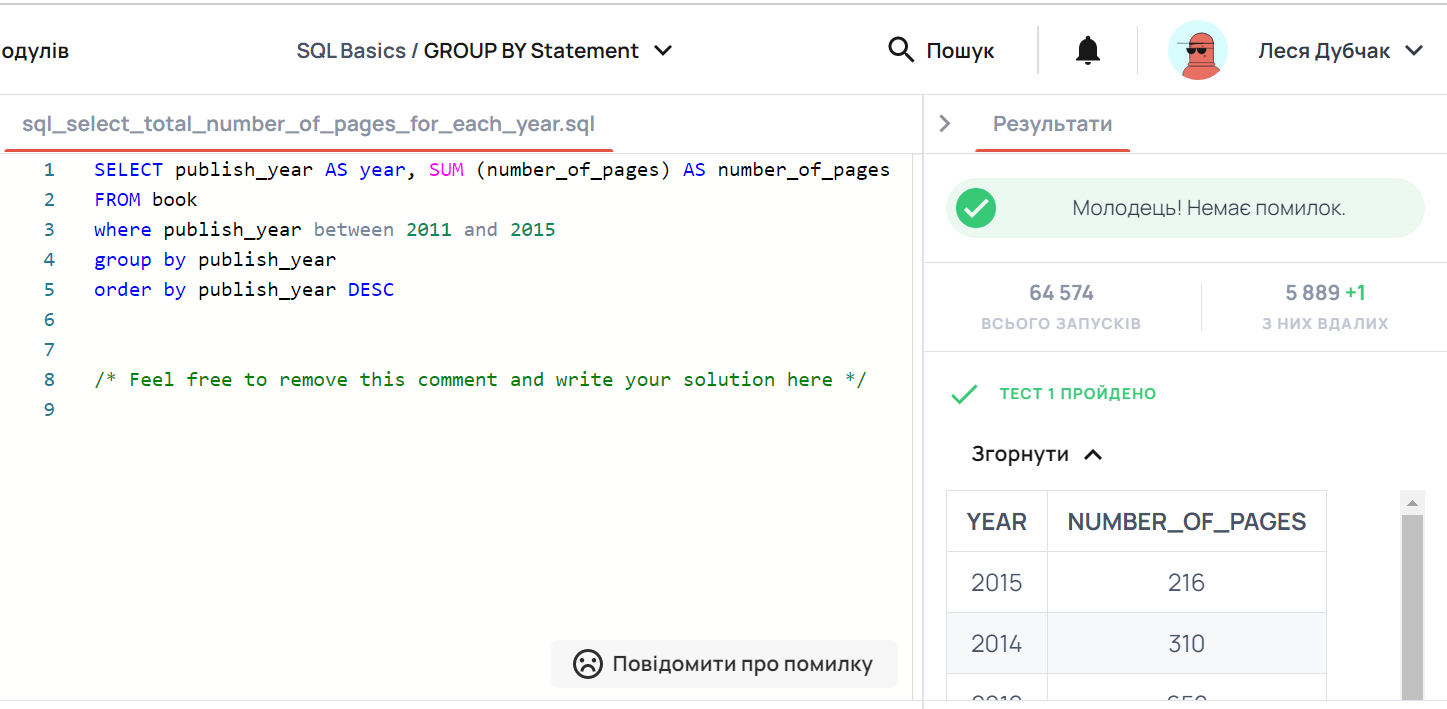 одулів
SQL Basics / GROUP BY Statement
Пошук
Леся Дубчак
sql_select_total_number_of_pages_for_each_year.sql
1 SELECT publish_year AS year, SUM (number_of_pages) AS number_of_pages
2 FROM book
3 where publish_year between 2011 and 2015
4 group by publish_year
5 order by publish_year DESC
6
7
8 /* Feel free to remove this comment and write your solution here */
9
Повідомити про помилку
Результати
Молодець! Немає помилок.
64 574
ВСЬОГО ЗАПУСКІВ
5 889 +1
З НИХ ВДАЛИХ
ТЕСТ 1 ПРОЙДЕНО
Згорнути
YEAR NUMBER_OF_PAGES
2015 216
2014 310